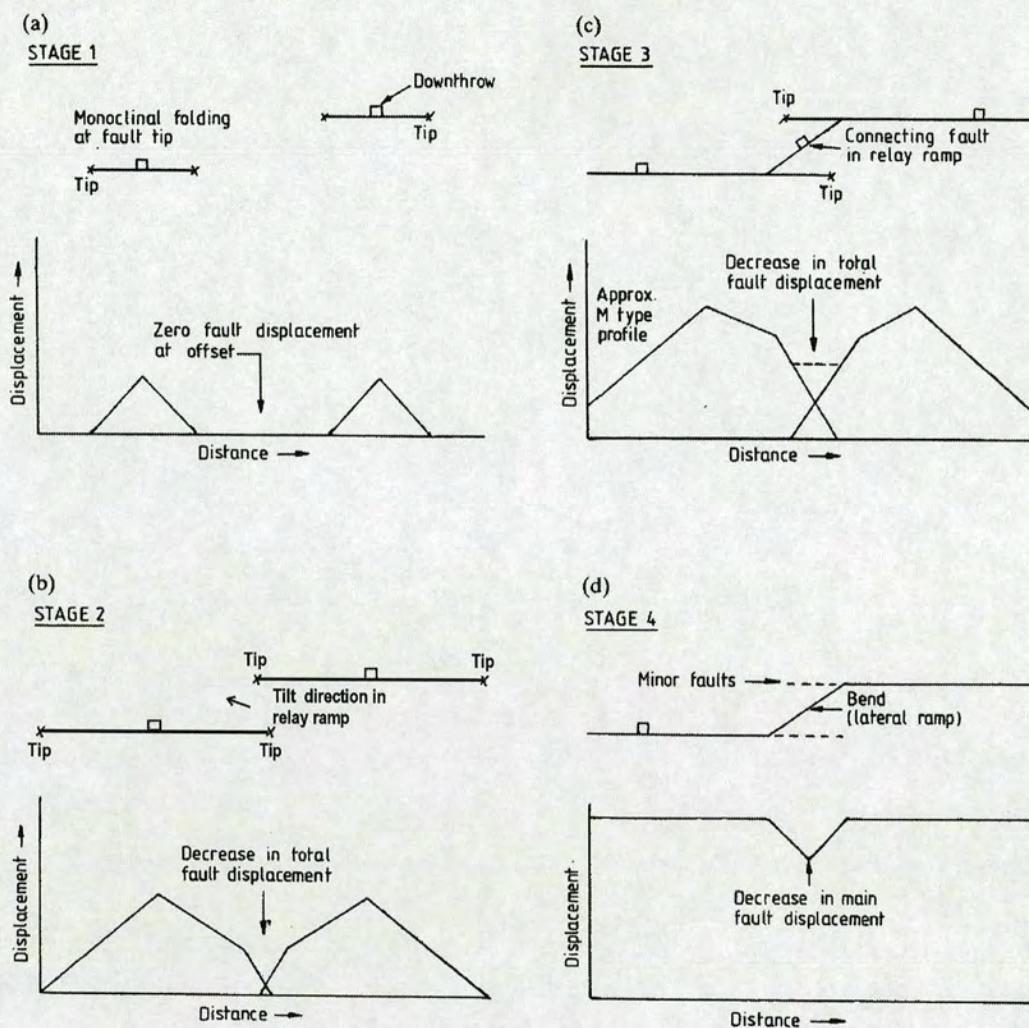 (a)
STAGE 1
Downthrow
Monoclinal folding
at fault tip
Tip
Tip
Displacement
Zero fault displacement
at offset
Distance
(b)
STAGE 2
Tip
Tip
Tilt direction in
relay ramp
Tip
Tip
Displacement
Decrease in total
fault displacement
Distance
(c)
STAGE 3
Tip
Connecting fault
in relay ramp
Tip
Displacement
Approx.
M type
profile
Decrease in total
fault displacement
Distance
(d)
STAGE 4
Minor faults
Bend
(lateral ramp)
Displacement
Decrease in main
fault displacement
Distance